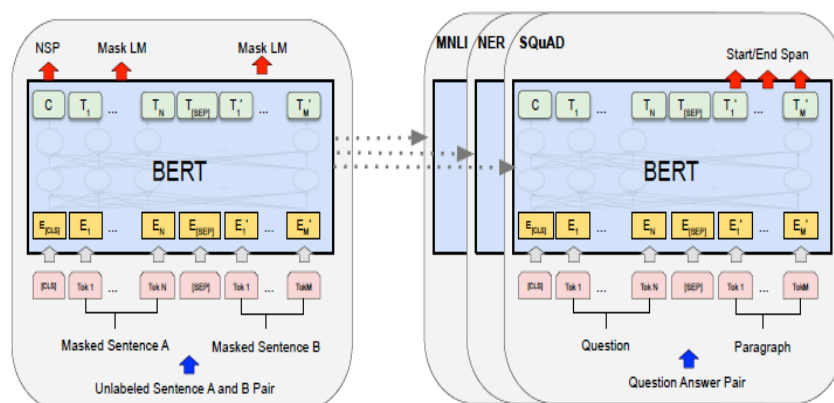 NSP Mask LM Mask LM
C T1 ... TN T[SEP] T1' ... TM'
BERT
E[CLS] E1 ... EN E[SEP] E1' ... EM'
[CLS] Tok 1 ... Tok N [SEP] Tok 1 ... TokM
Masked Sentence A Masked Sentence B
Unlabeled Sentence A and B Pair
MNLI NER SQuAD
Start/End Span
C T1 ... TN T[SEP] T1' ... TM'
BERT
E[CLS] E1 ... EN E[SEP] E1' ... EM'
[CLS] Tok 1 ... Tok N [SEP] Tok 1 ... TokM
Question Paragraph
Question Answer Pair